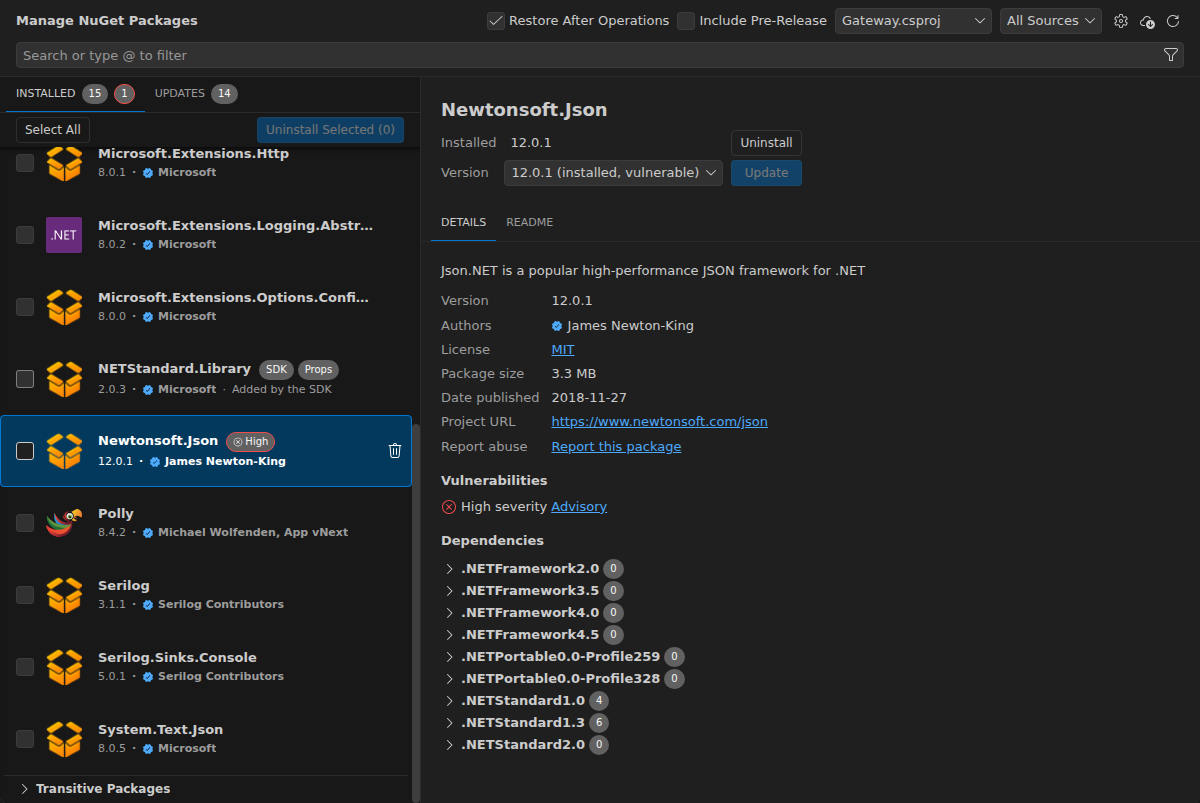 Manage NuGet Packages
Restore After Operations
Include Pre-Release
Gateway.csproj
All Sources
Search or type @ to filter
INSTALLED 15 1 UPDATES 14
Select All
Uninstall Selected (0)
Microsoft.Extensions.Http
8.0.1 · Microsoft
.NET
Microsoft.Extensions.Logging.Abstr…
8.0.2 · Microsoft
Microsoft.Extensions.Options.Confi…
8.0.0 · Microsoft
NETStandard.Library SDK Props
2.0.3 · Microsoft · Added by the SDK
Newtonsoft.Json High
12.0.1 · James Newton-King
Polly
8.4.2 · Michael Wolfenden, App vNext
Serilog
3.1.1 · Serilog Contributors
Serilog.Sinks.Console
5.0.1 · Serilog Contributors
System.Text.Json
8.0.5 · Microsoft
Transitive Packages
Newtonsoft.Json
Installed 12.0.1 Uninstall
Version 12.0.1 (installed, vulnerable) Update
DETAILS README
Json.NET is a popular high-performance JSON framework for .NET
Version 12.0.1
Authors James Newton-King
License MIT
Package size 3.3 MB
Date published 2018-11-27
Project URL https://www.newtonsoft.com/json
Report abuse Report this package
Vulnerabilities
High severity Advisory
Dependencies
.NETFramework2.0 0
.NETFramework3.5 0
.NETFramework4.0 0
.NETFramework4.5 0
.NETPortable0.0-Profile259 0
.NETPortable0.0-Profile328 0
.NETStandard1.0 4
.NETStandard1.3 6
.NETStandard2.0 0